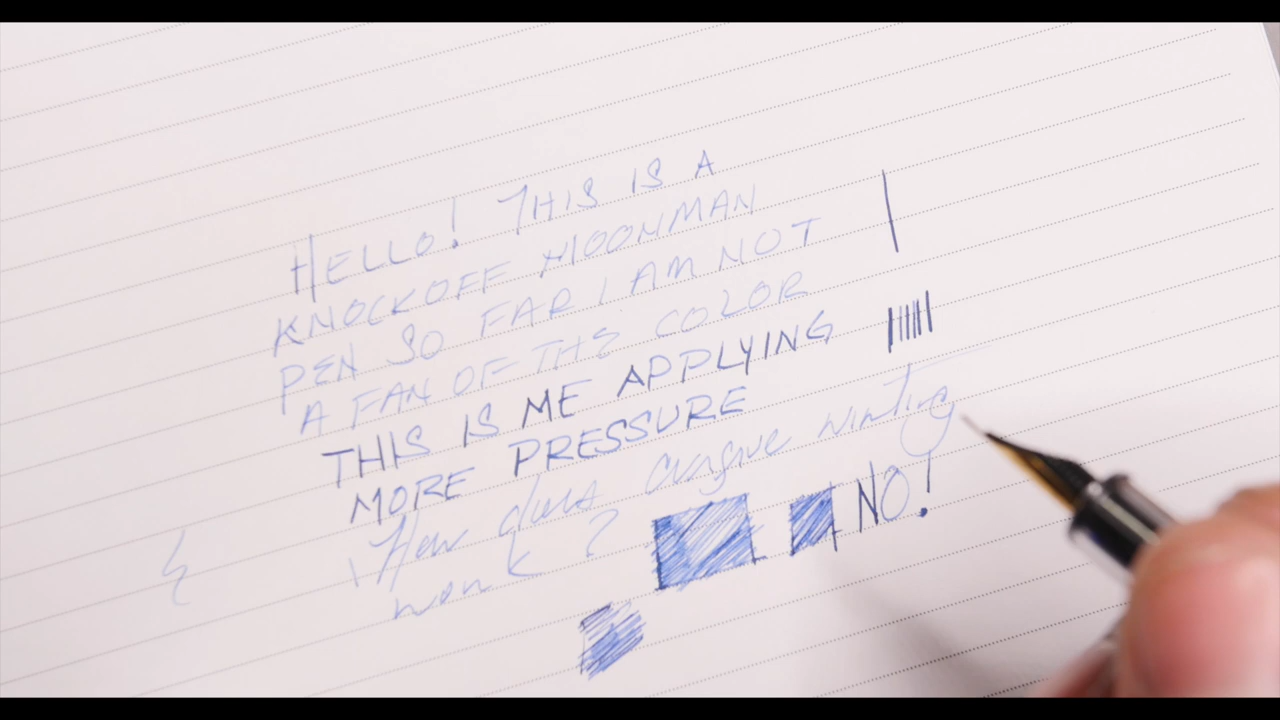 HELLO! THIS IS A
KNOCKOFF MOONMAN
PEN SO FAR I AM NOT
A FAN OF THE COLOR
THIS IS ME APPLYING
MORE PRESSURE
How does cursive writing
work?
NO!